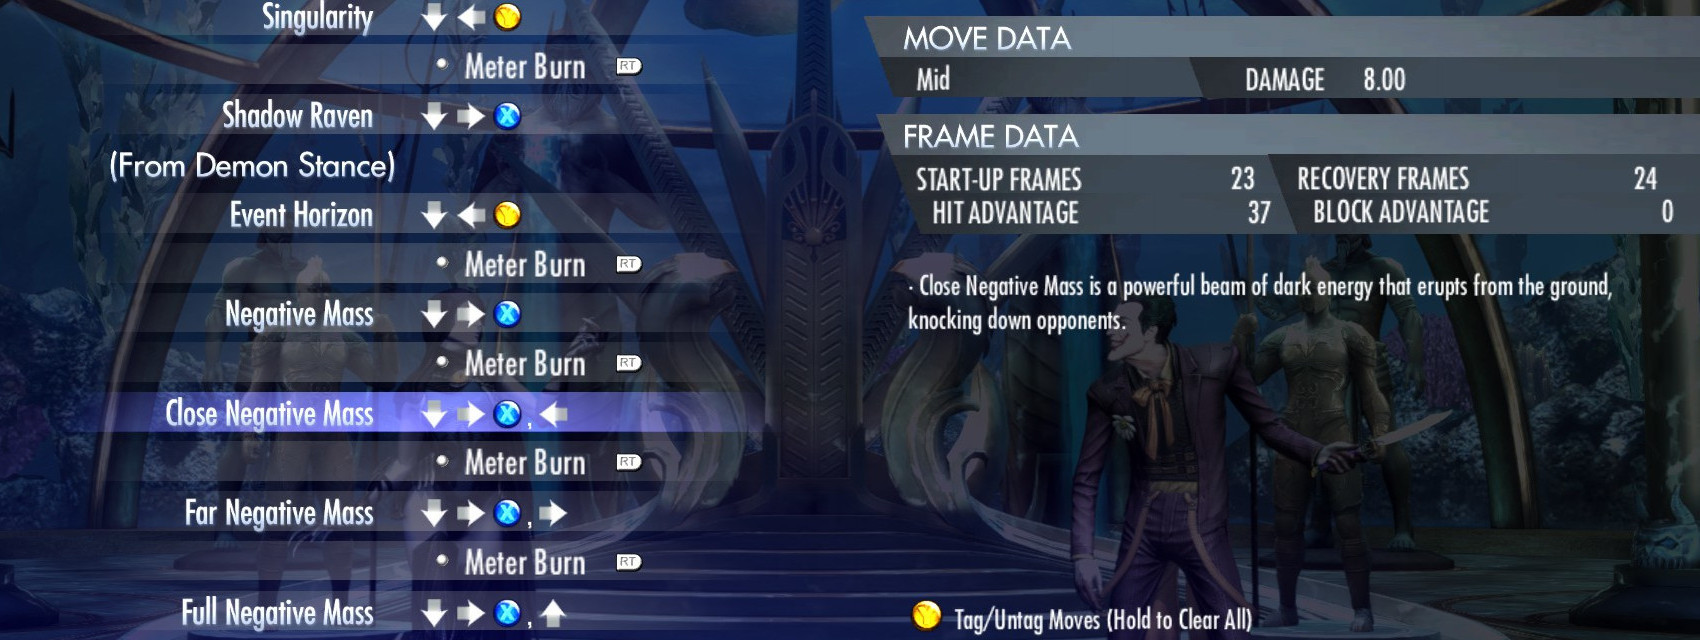 Singularity Y
Meter Burn RT
Shadow Raven X
(From Demon Stance)
Event Horizon Y
Meter Burn RT
Negative Mass X
Meter Burn RT
Close Negative Mass X ,
Meter Burn RT
Far Negative Mass X ,
Meter Burn RT
Full Negative Mass X ,
MOVE DATA
Mid DAMAGE 8.00
FRAME DATA
START-UP FRAMES 23 RECOVERY FRAMES 24
HIT ADVANTAGE 37 BLOCK ADVANTAGE 0
· Close Negative Mass is a powerful beam of dark energy that erupts from the ground,
knocking down opponents.
Y Tag/Untag Moves (Hold to Clear All)